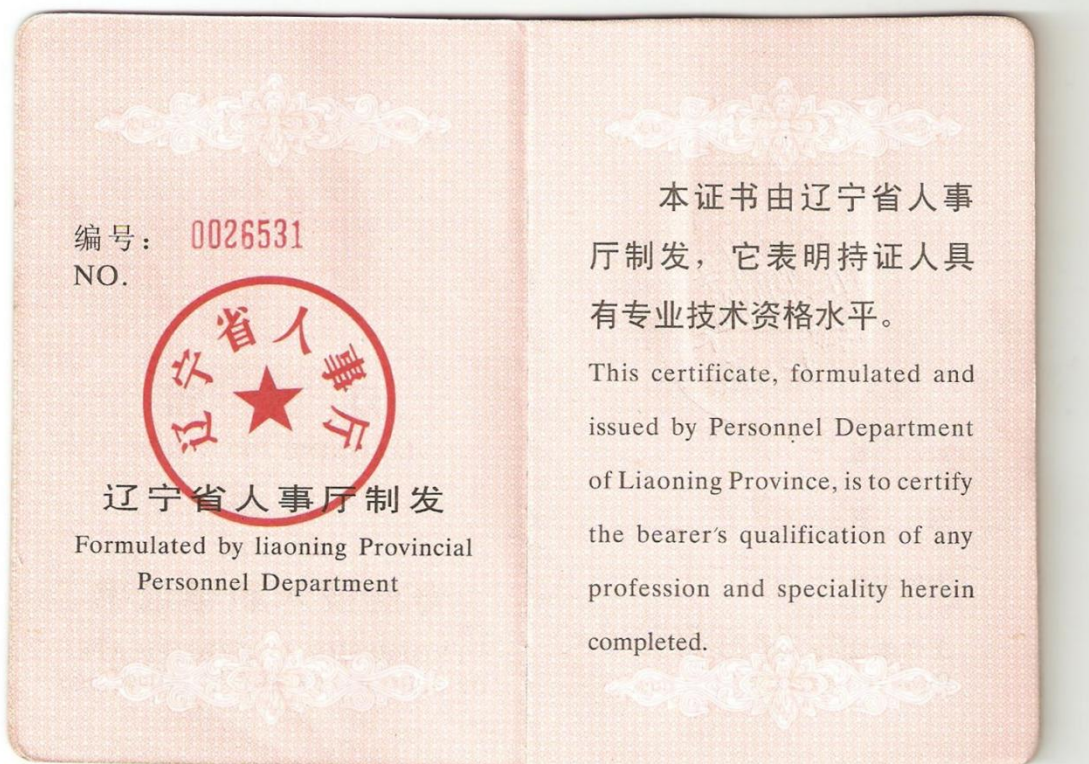 编号： 0026531
NO.
辽宁省人事厅
辽宁省人事厅制发
Formulated by liaoning Provincial
Personnel Department
本证书由辽宁省人事
厅制发，它表明持证人具
有专业技术资格水平。
This certificate, formulated and
issued by Personnel Department
of Liaoning Province, is to certify
the bearer's qualification of any
profession and speciality herein
completed.